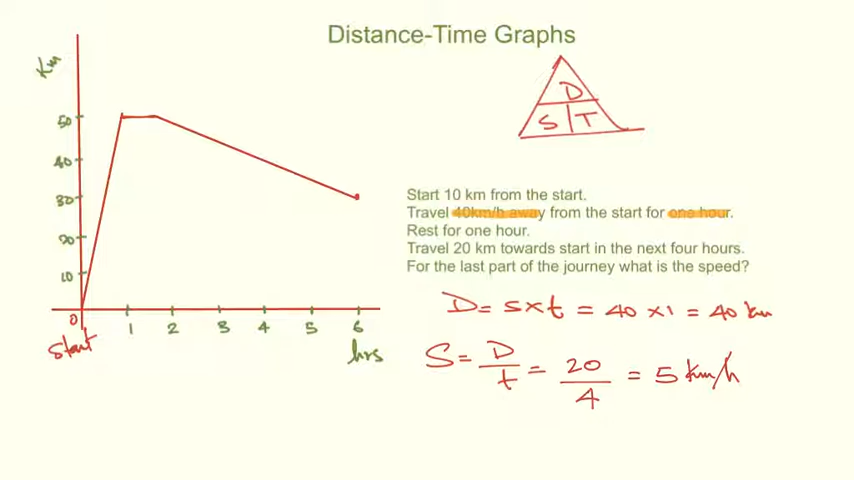 Distance-Time Graphs
Km
50
40
30
20
10
0
1 2 3 4 5 6
Start
hrs
D
S T
Start 10 km from the start.
Travel 40km/h away from the start for one hour.
Rest for one hour.
Travel 20 km towards start in the next four hours.
For the last part of the journey what is the speed?
D = s x t = 40 x 1 = 40 km
S = D/t = 20/4 = 5 km/h